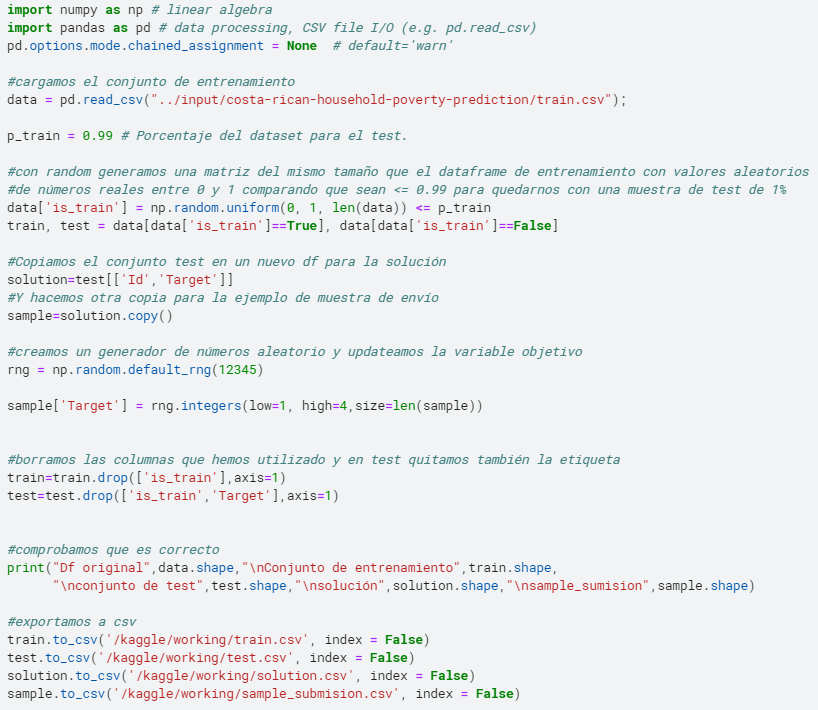 import numpy as np # linear algebra
import pandas as pd # data processing, CSV file I/O (e.g. pd.read_csv)
pd.options.mode.chained_assignment = None  # default='warn'
#cargamos el conjunto de entrenamiento
data = pd.read_csv("../input/costa-rican-household-poverty-prediction/train.csv");
p_train = 0.99 # Porcentaje del dataset para el test.
#con random generamos una matriz del mismo tamaño que el dataframe de entrenamiento con valores aleatorios
#de números reales entre 0 y 1 comparando que sean <= 0.99 para quedarnos con una muestra de test de 1%
data['is_train'] = np.random.uniform(0, 1, len(data)) <= p_train
train, test = data[data['is_train']==True], data[data['is_train']==False]
#Copiamos el conjunto test en un nuevo df para la solución
solution=test[['Id','Target']]
#Y hacemos otra copia para la ejemplo de muestra de envío
sample=solution.copy()
#creamos un generador de números aleatorio y updateamos la variable objetivo
rng = np.random.default_rng(12345)
sample['Target'] = rng.integers(low=1, high=4,size=len(sample))
#borramos las columnas que hemos utilizado y en test quitamos también la etiqueta
train=train.drop(['is_train'],axis=1)
test=test.drop(['is_train','Target'],axis=1)
#comprobamos que es correcto
print("Df original",data.shape,"\nConjunto de entrenamiento",train.shape,
      "\nconjunto de test",test.shape,"\nsolución",solution.shape,"\nsample_sumision",sample.shape)
#exportamos a csv
train.to_csv('/kaggle/working/train.csv', index = False)
test.to_csv('/kaggle/working/test.csv', index = False)
solution.to_csv('/kaggle/working/solution.csv', index = False)
sample.to_csv('/kaggle/working/sample_submision.csv', index = False)